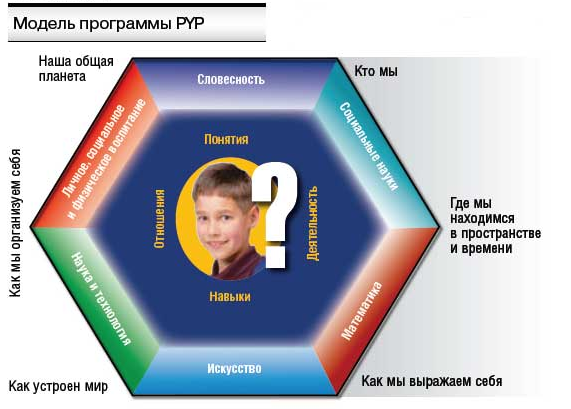 Модель программы PYP
Наша общая
планета
Кто мы
Словесность
Личное, социальное
и физическое воспитание
Социальные науки
Понятия
Как мы организуем себя
Отношения
?
Деятельность
Где мы
находимся
в пространстве
и времени
Наука и технология
Навыки
Математика
Искусство
Как устроен мир
Как мы выражаем себя